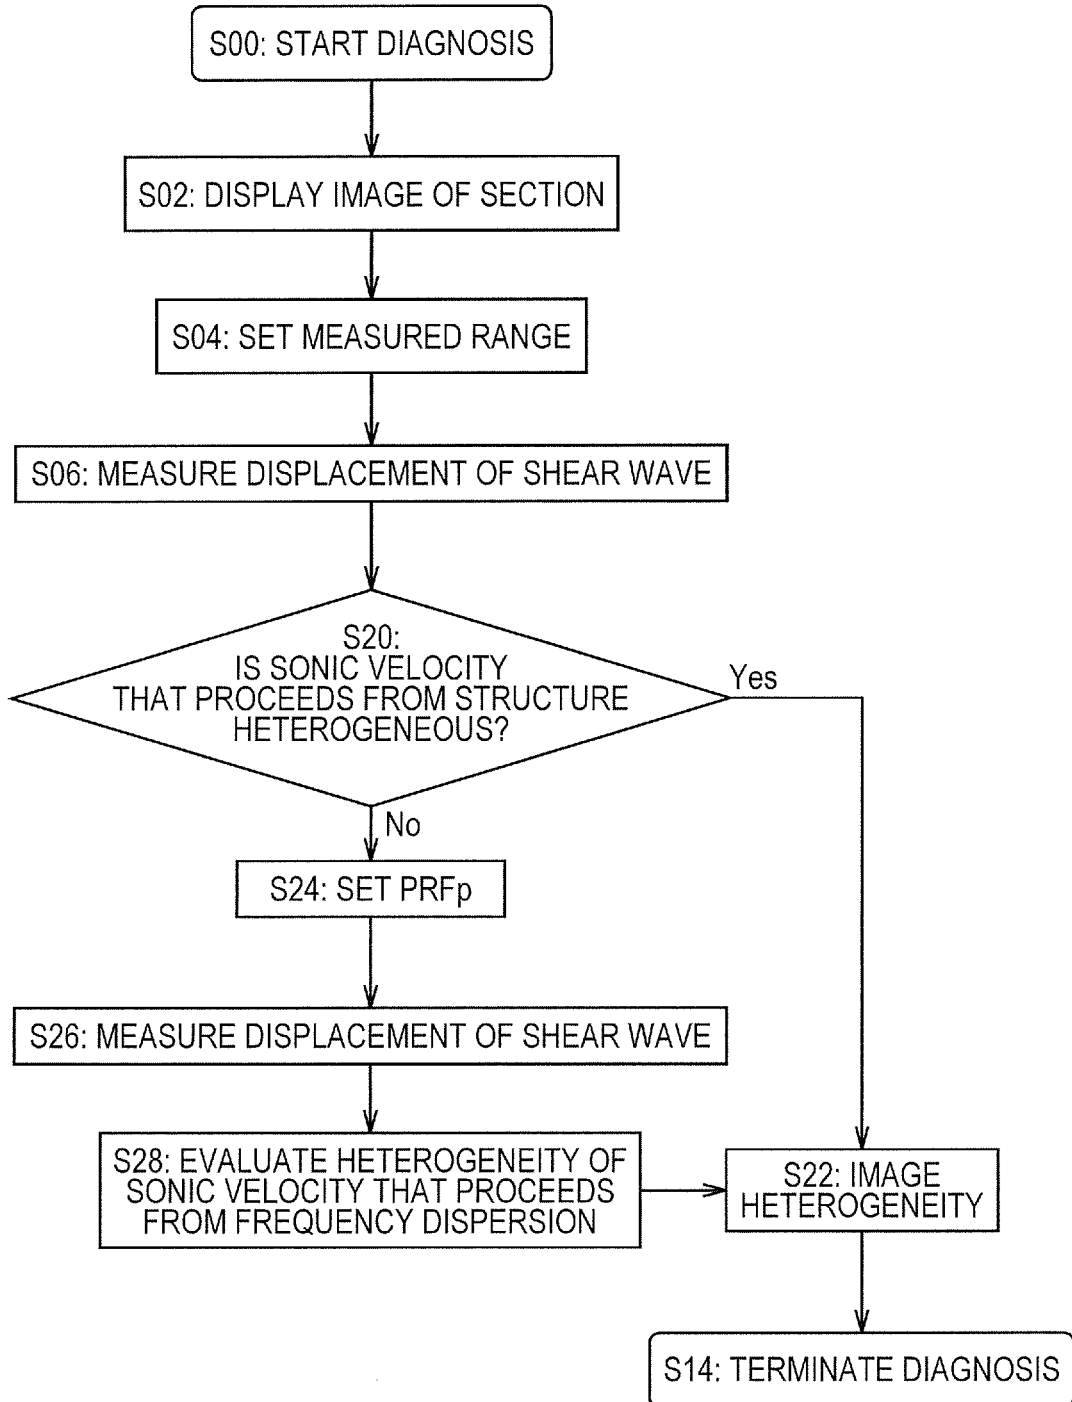 S00: START DIAGNOSIS
S02: DISPLAY IMAGE OF SECTION
S04: SET MEASURED RANGE
S06: MEASURE DISPLACEMENT OF SHEAR WAVE
S20:
IS SONIC VELOCITY
THAT PROCEEDS FROM STRUCTURE
HETEROGENEOUS?
Yes
No
S24: SET PRFp
S26: MEASURE DISPLACEMENT OF SHEAR WAVE
S28: EVALUATE HETEROGENEITY OF
SONIC VELOCITY THAT PROCEEDS
FROM FREQUENCY DISPERSION
S22: IMAGE
HETEROGENEITY
S14: TERMINATE DIAGNOSIS